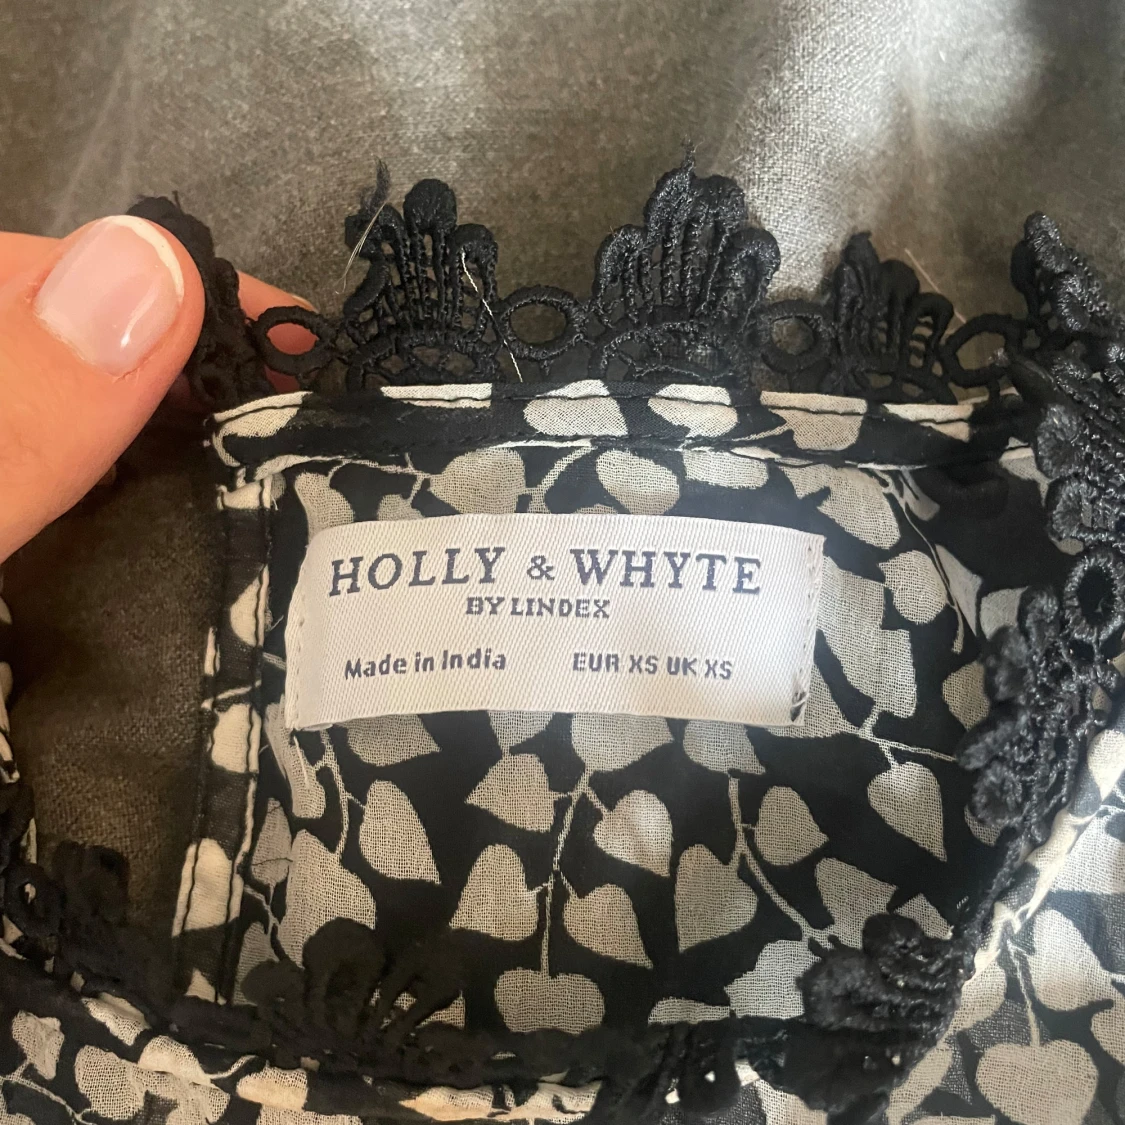 HOLLY & WHYTE
BY LINDEX
Made in India EUR XS UK XS